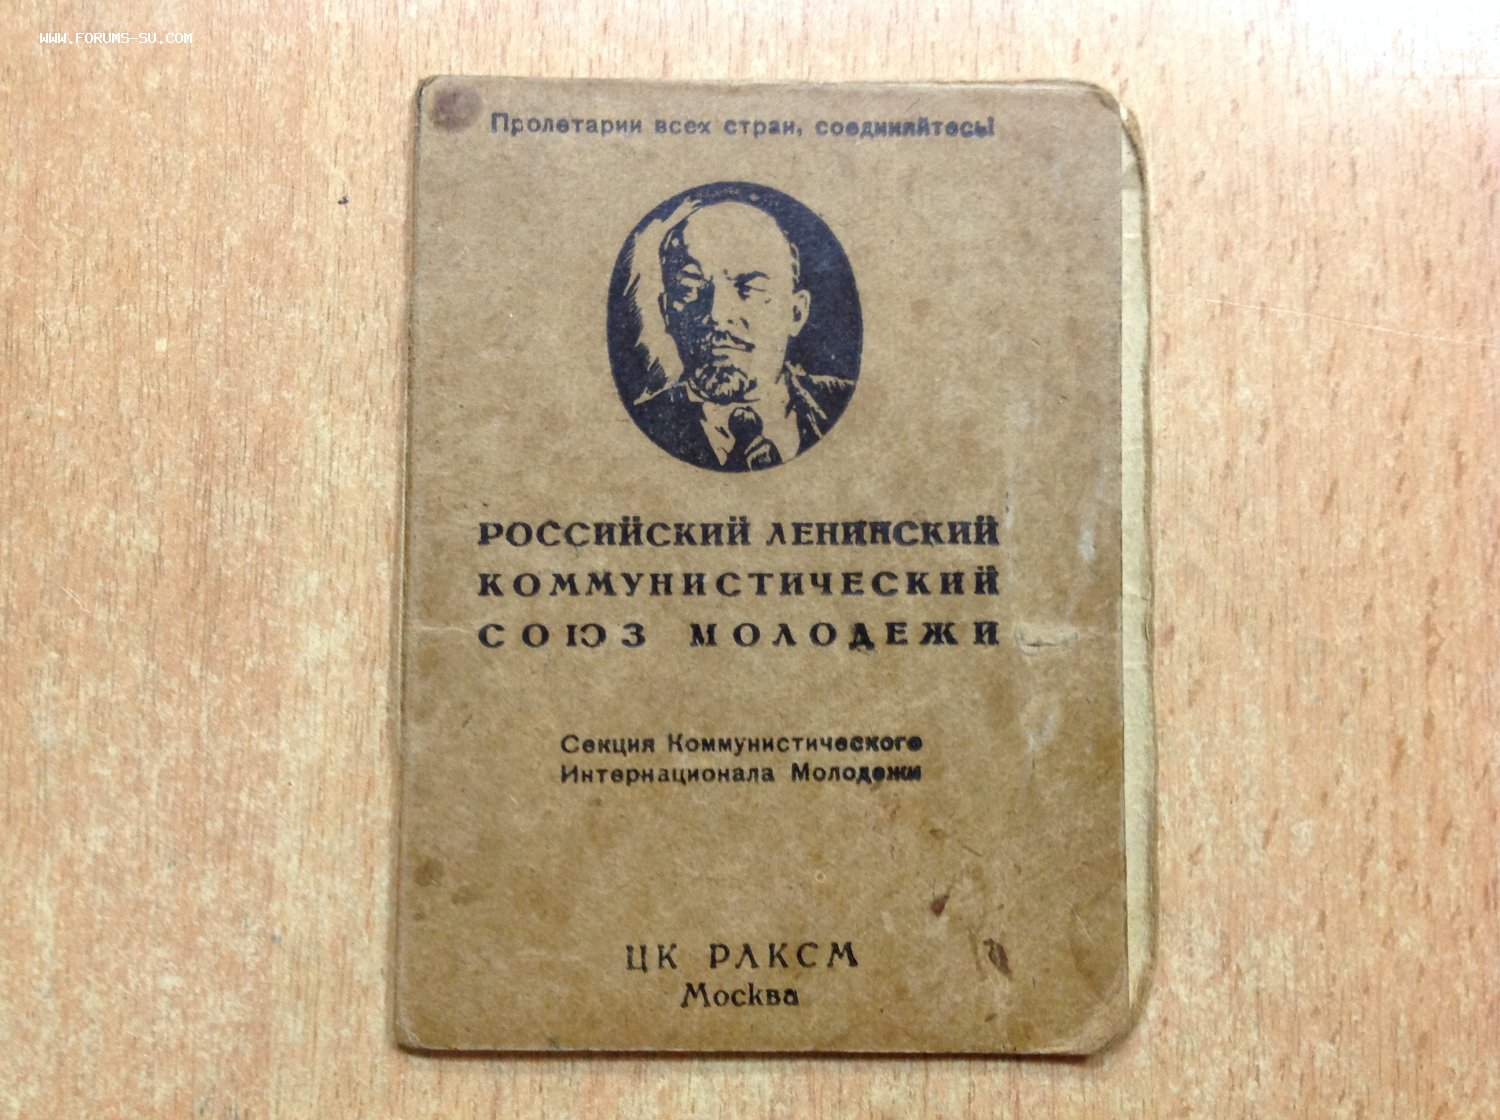 WWW.FORUMS-SU.COM
Пролетарии всех стран, соединяйтесь!
РОССИЙСКИЙ ЛЕНИНСКИЙ
КОММУНИСТИЧЕСКИЙ
СОЮЗ МОЛОДЕЖИ
Секция Коммунистического
Интернационала Молодежи
ЦК РЛКСМ
Москва